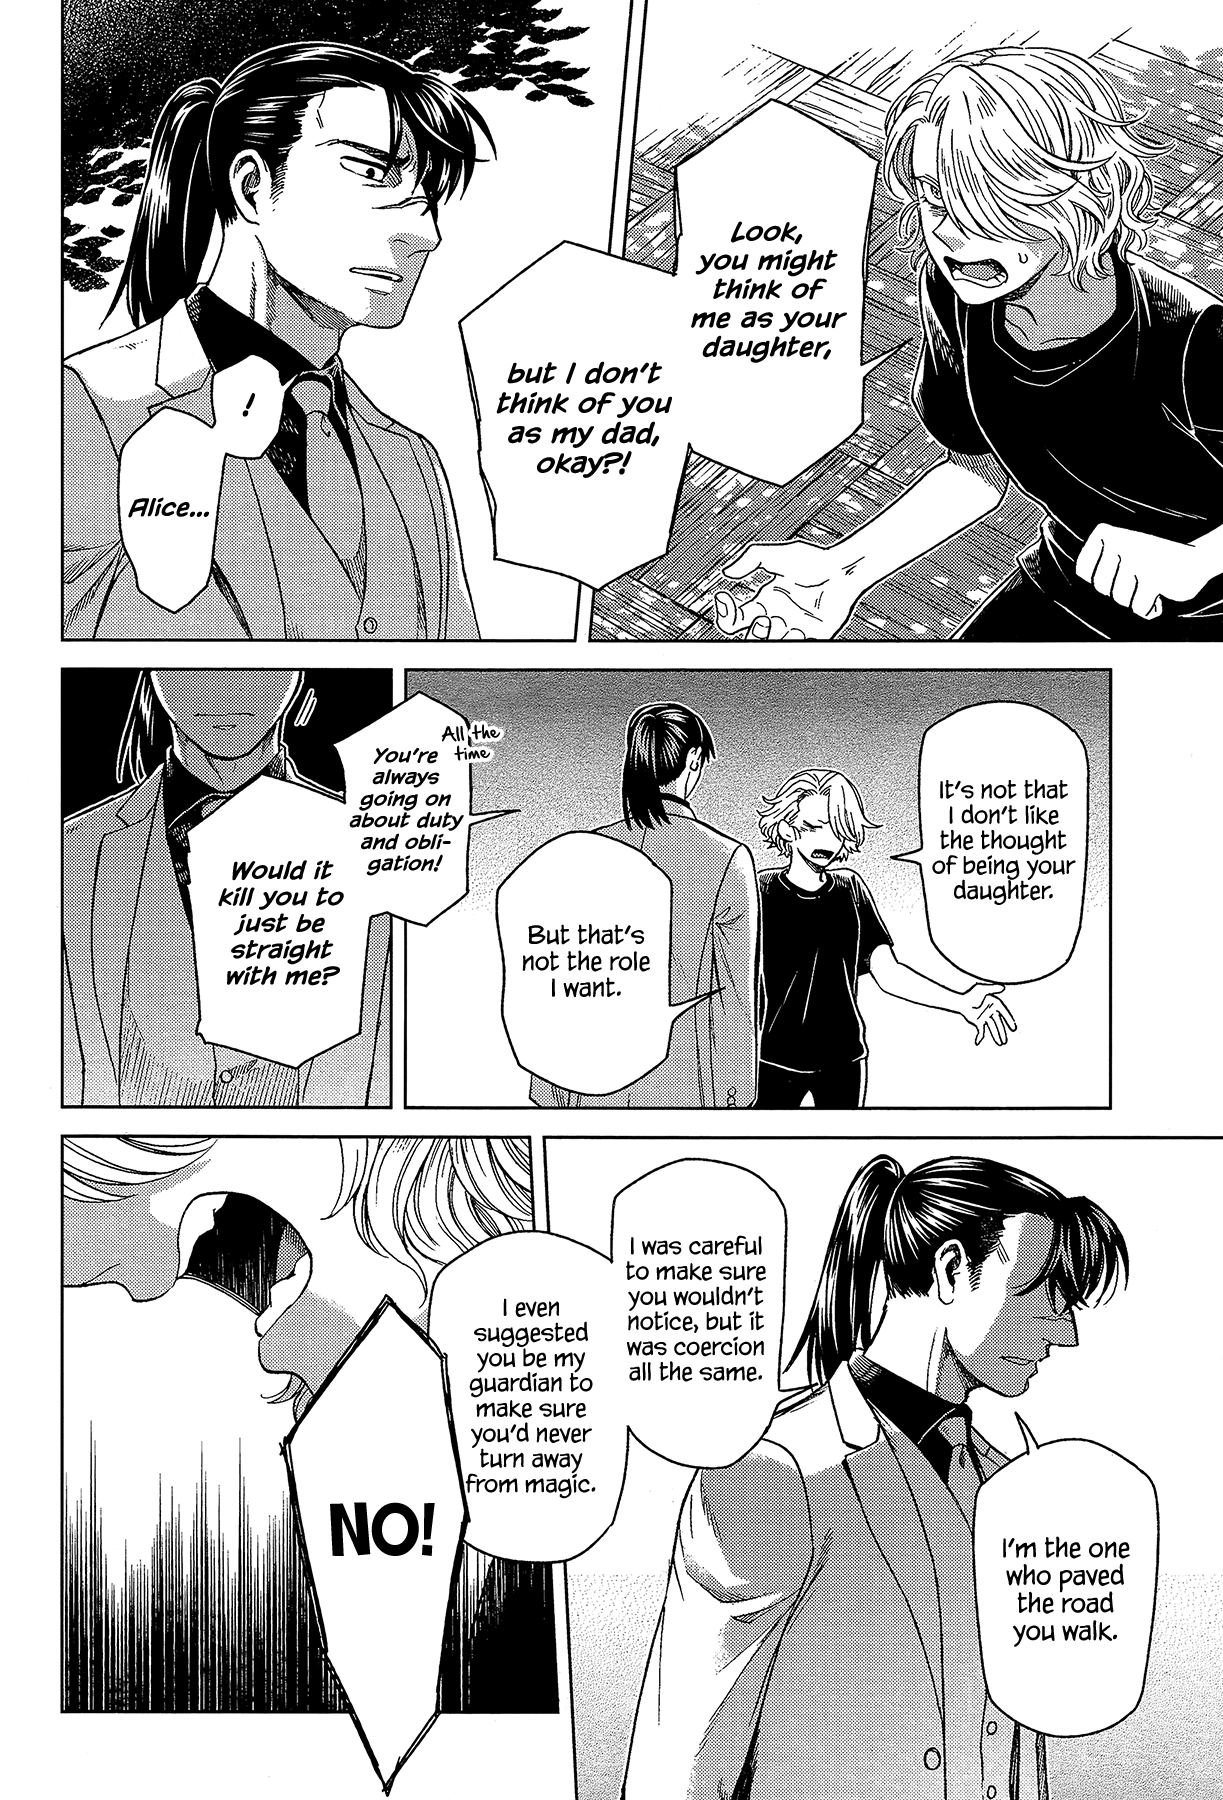 Look,
you might
think of
me as your
daughter,
but I don't
think of you
as my dad,
okay?!
!
Alice...
It's not that
I don't like
the thought
of being your
daughter.
But that's
not the role
I want.
All the
time
You're
always
going on
about duty
and obli-
gation!
Would it
kill you to
just be
straight
with me?
I'm the one
who paved
the road
you walk.
I was careful
to make sure
you wouldn't
notice, but it
was coercion
all the same.
I even
suggested
you be my
guardian to
make sure
you'd never
turn away
from magic.
NO!